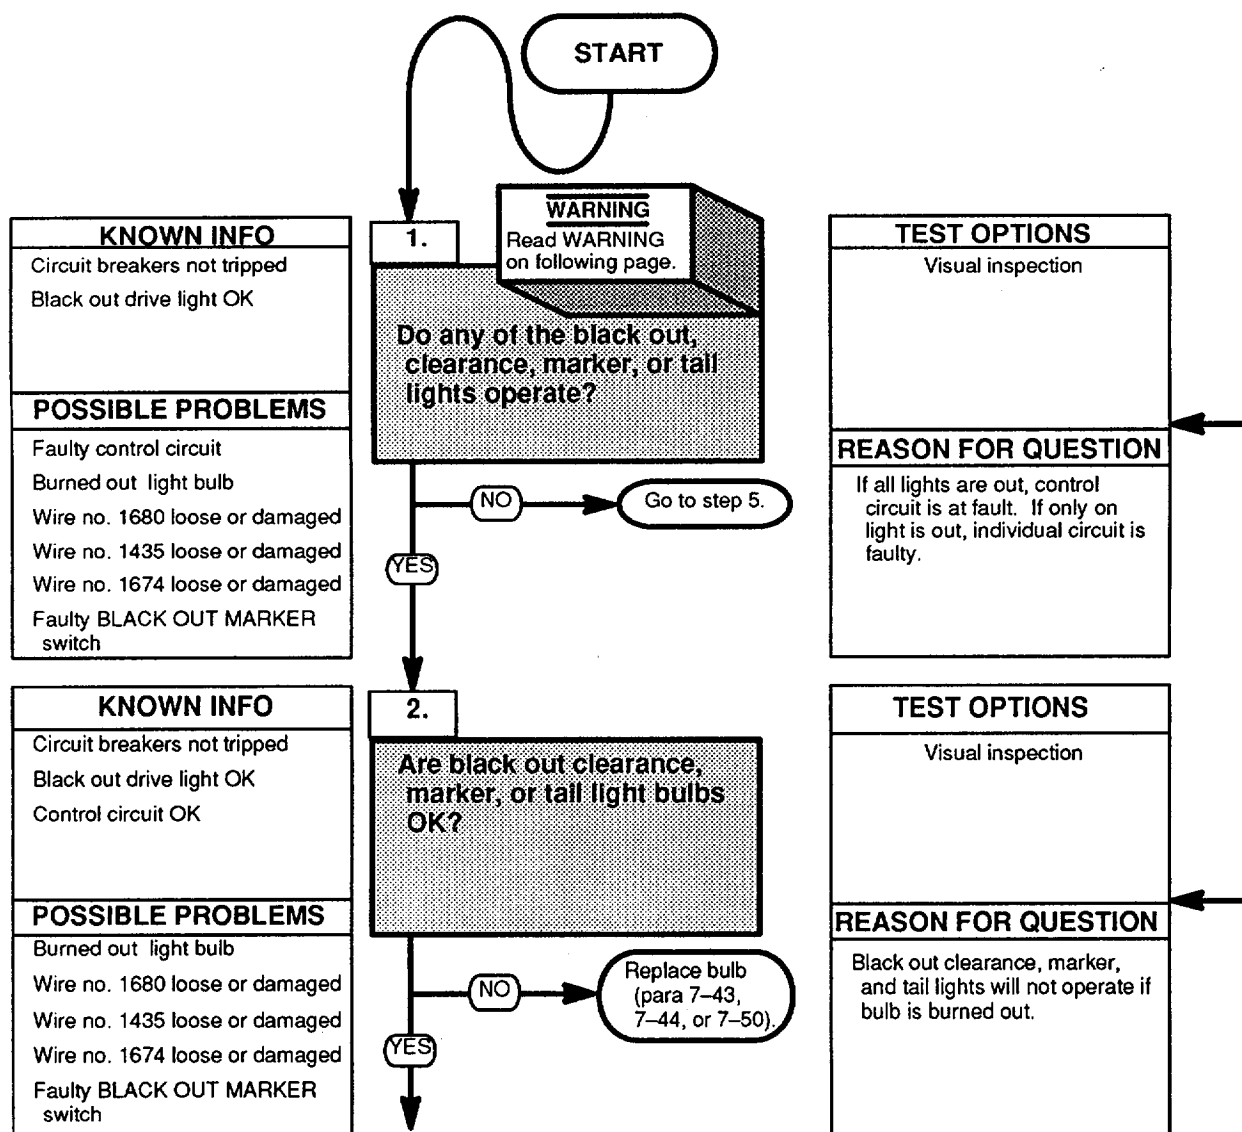 START
KNOWN INFO
Circuit breakers not tripped
Black out drive light OK
POSSIBLE PROBLEMS
Faulty control circuit
Burned out light bulb
Wire no. 1680 loose or damaged
Wire no. 1435 loose or damaged
Wire no. 1674 loose or damaged
Faulty BLACK OUT MARKER
switch
1.
WARNING
Read WARNING
on following page.
Do any of the black out,
clearance, marker, or tail
lights operate?
NO
Go to step 5.
YES
TEST OPTIONS
Visual inspection
REASON FOR QUESTION
If all lights are out, control
circuit is at fault. If only on
light is out, individual circuit is
faulty.
KNOWN INFO
Circuit breakers not tripped
Black out drive light OK
Control circuit OK
POSSIBLE PROBLEMS
Burned out light bulb
Wire no. 1680 loose or damaged
Wire no. 1435 loose or damaged
Wire no. 1674 loose or damaged
Faulty BLACK OUT MARKER
switch
2.
Are black out clearance,
marker, or tail light bulbs
OK?
NO
Replace bulb
(para 7–43,
7–44, or 7–50).
YES
TEST OPTIONS
Visual inspection
REASON FOR QUESTION
Black out clearance, marker,
and tail lights will not operate if
bulb is burned out.